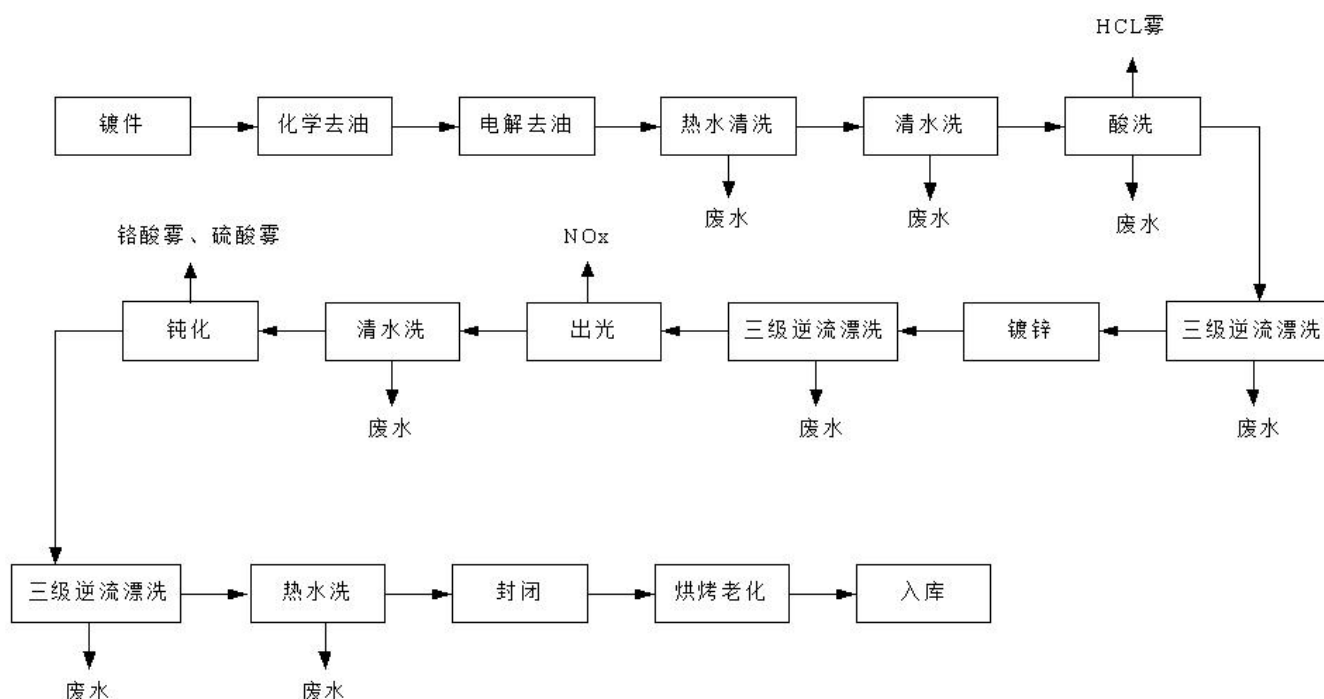 HCL雾
镀件
化学去油
电解去油
热水清洗
清水洗
酸洗
废水
废水
废水
铬酸雾、硫酸雾
NOx
钝化
清水洗
出光
三级逆流漂洗
镀锌
三级逆流漂洗
废水
废水
废水
三级逆流漂洗
热水洗
封闭
烘烤老化
入库
废水
废水